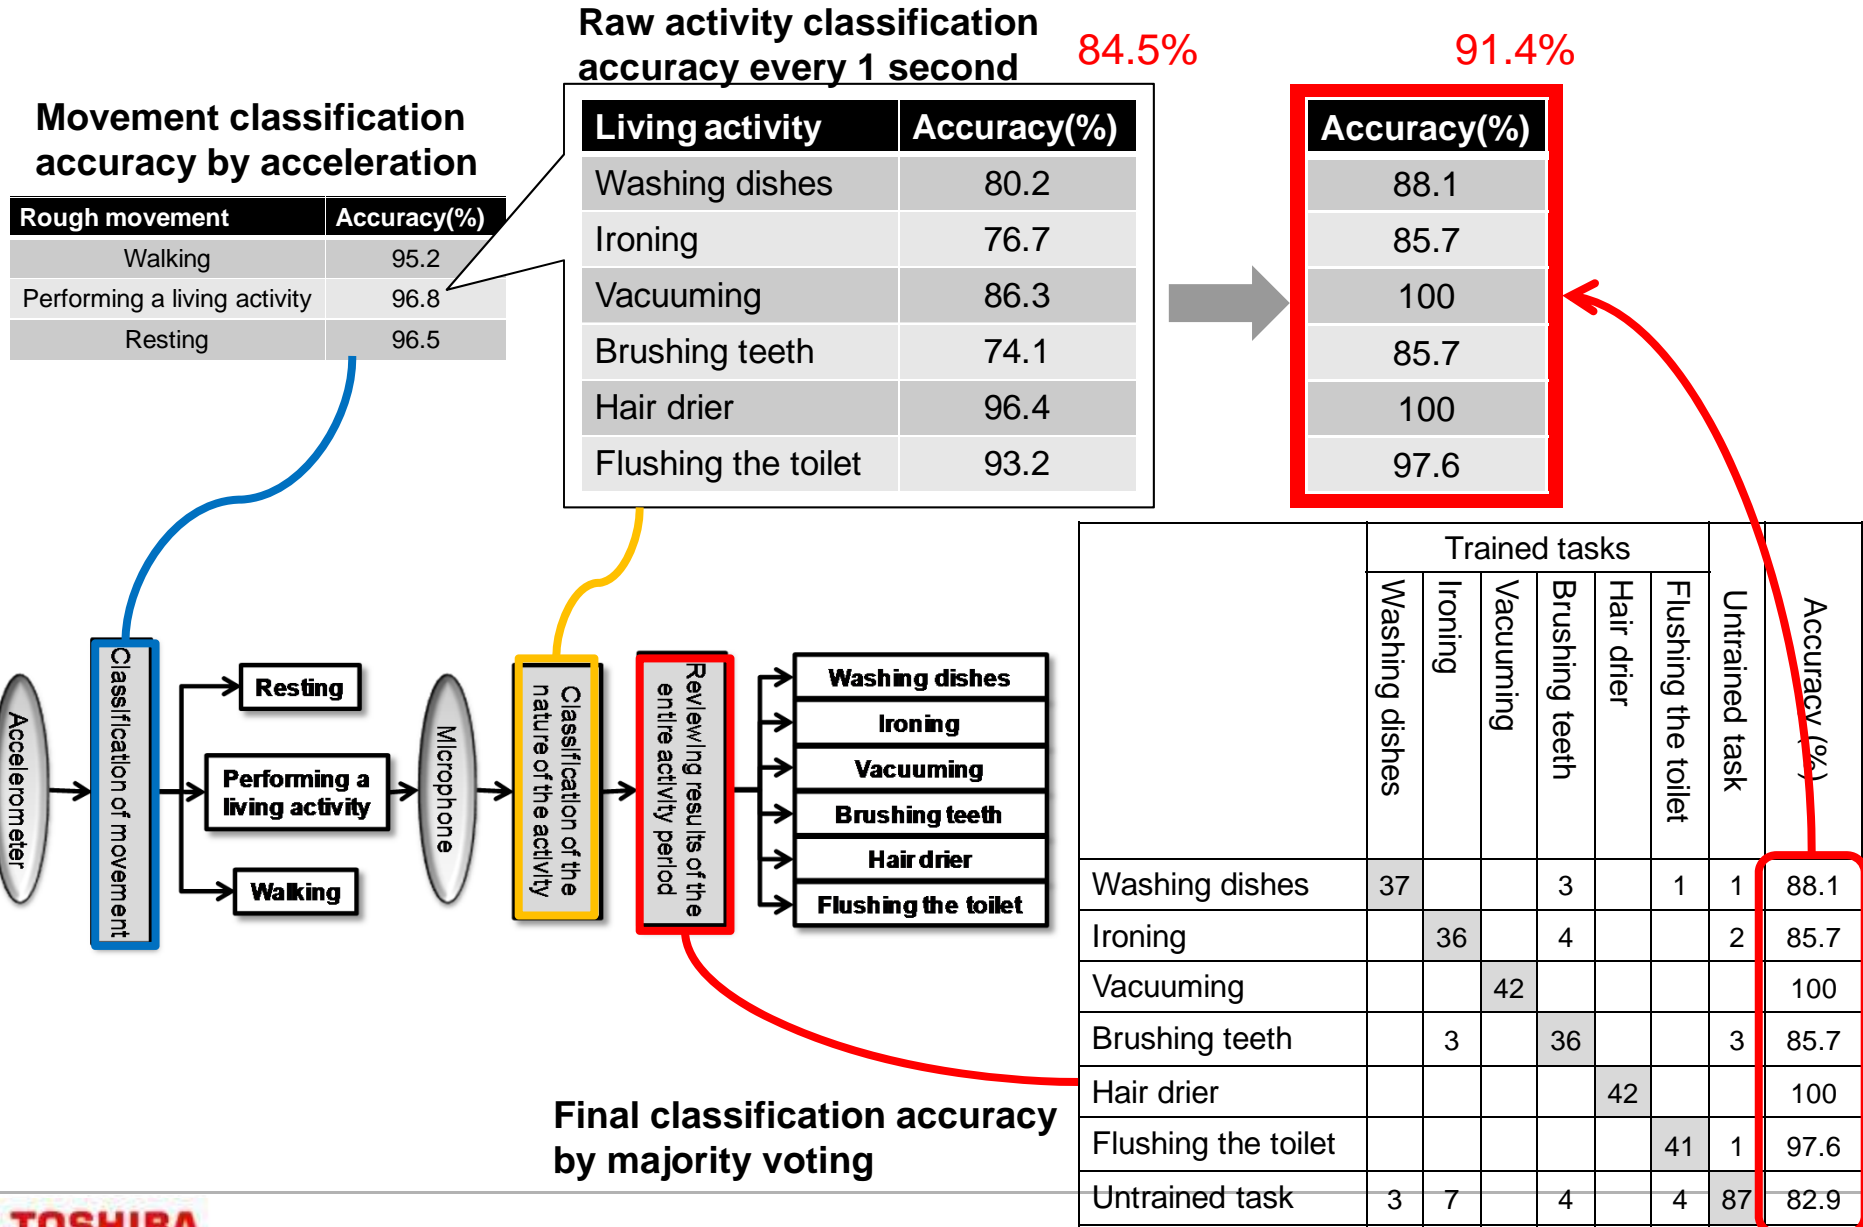 Raw activity classification
accuracy every 1 second
84.5%
91.4%
Movement classification
accuracy by acceleration
Rough movement Accuracy(%)
Walking 95.2
Performing a living activity 96.8
Resting 96.5
Living activity Accuracy(%)
Washing dishes 80.2
Ironing 76.7
Vacuuming 86.3
Brushing teeth 74.1
Hair drier 96.4
Flushing the toilet 93.2
Accuracy(%)
88.1
85.7
100
85.7
100
97.6
Accelerometer
Classification of movement
Resting
Performing a
living activity
Walking
Microphone
Classification of the
nature of the activity
Reviewing results of the
entire activity period
Washing dishes
Ironing
Vacuuming
Brushing teeth
Hair drier
Flushing the toilet
Final classification accuracy
by majority voting
Trained tasks
Washing dishes
Ironing
Vacuuming
Brushing teeth
Hair drier
Flushing the toilet
Untrained task
Accuracy (%)
Washing dishes 37 3 1 1 88.1
Ironing 36 4 2 85.7
Vacuuming 42 100
Brushing teeth 3 36 3 85.7
Hair drier 42 100
Flushing the toilet 41 1 97.6
Untrained task 3 7 4 4 87 82.9
TOSHIBA